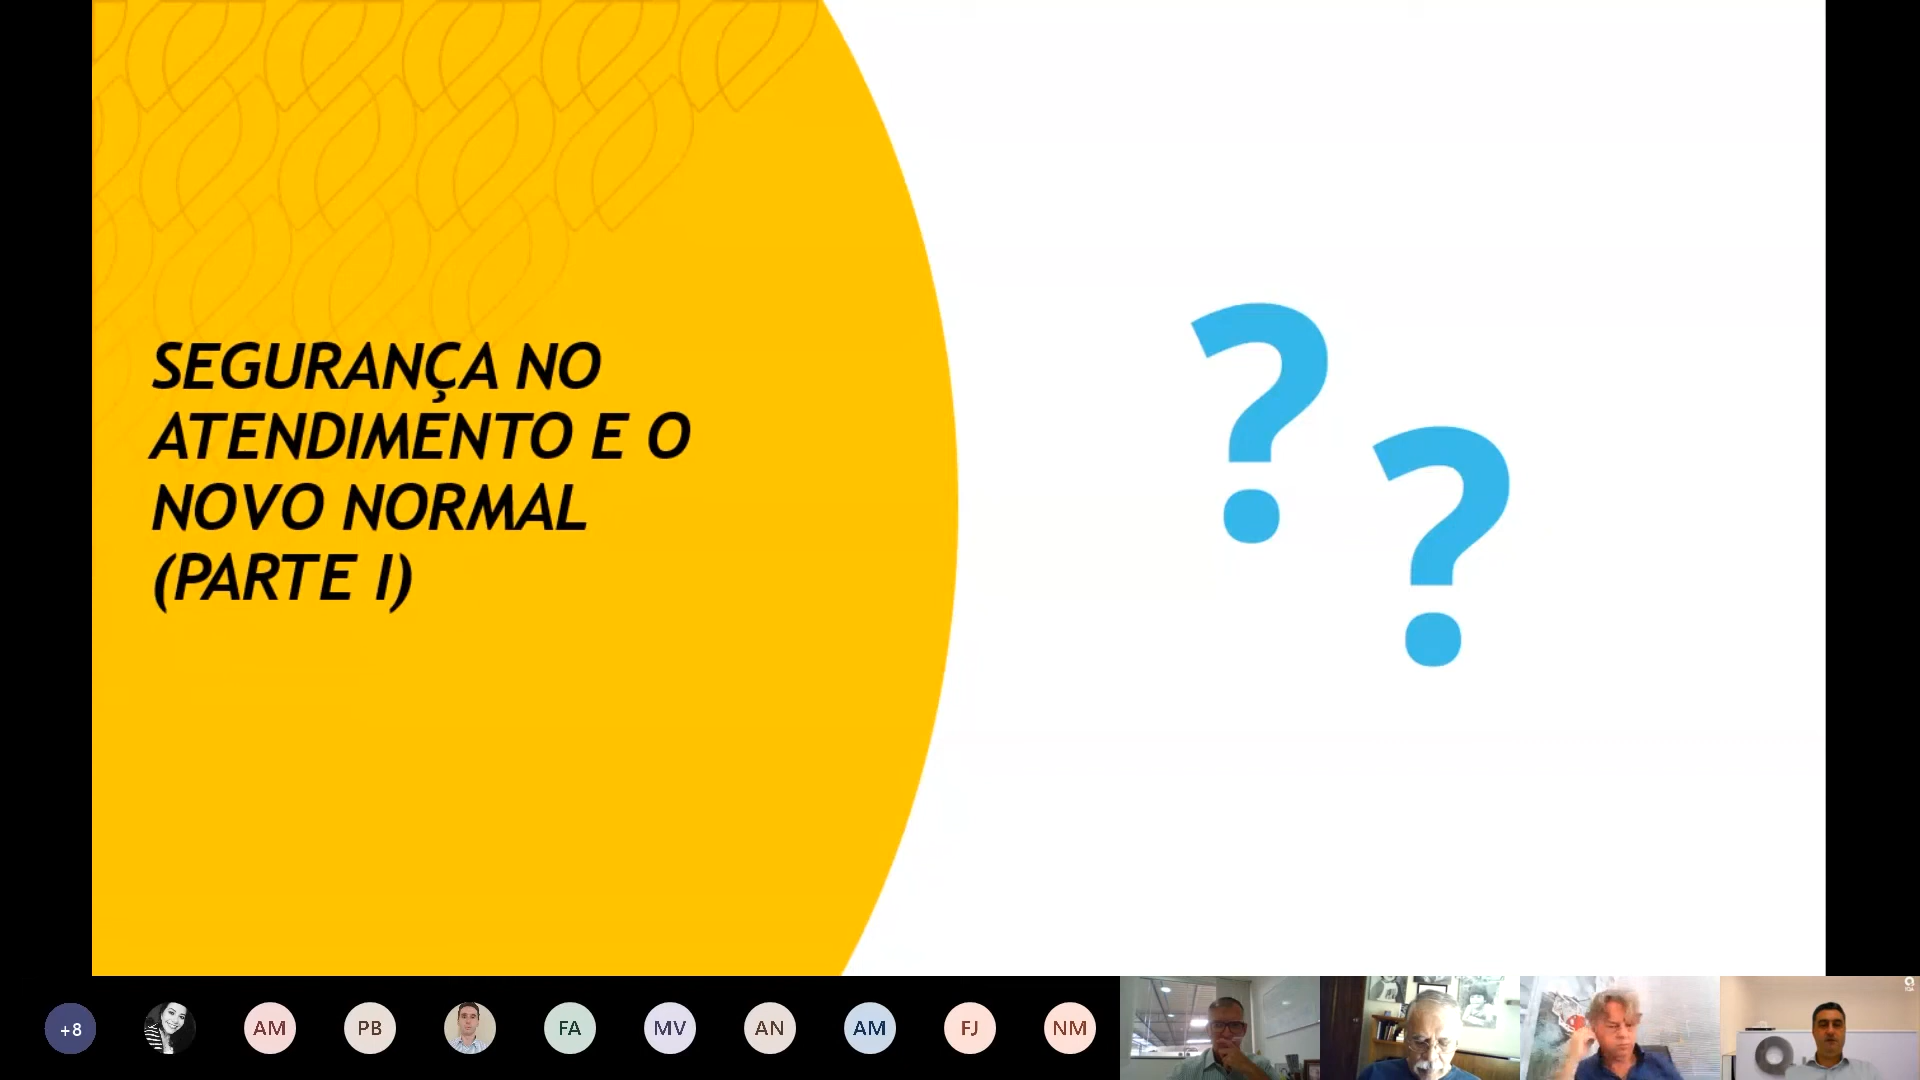 SEGURANÇA NO
ATENDIMENTO E O
NOVO NORMAL
(PARTE I)
?
?
+8
AM
PB
FA
MV
AN
AM
FJ
NM